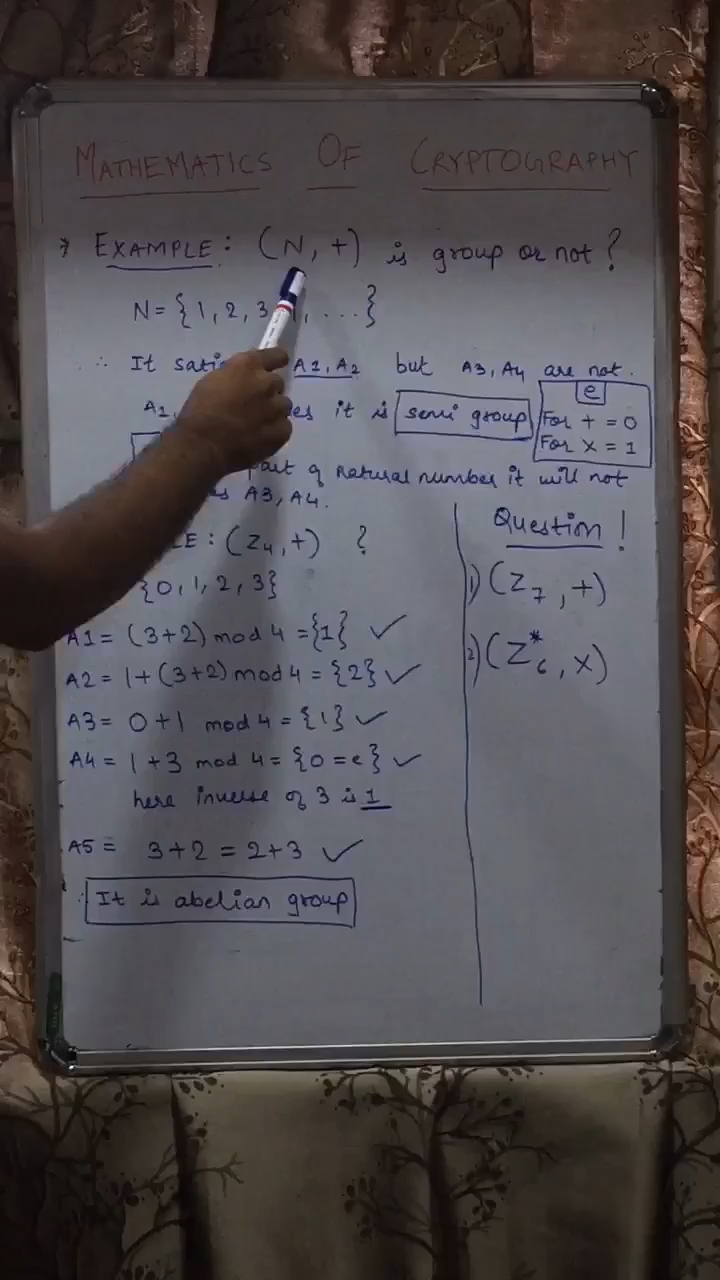 MATHEMATICS OF CRYPTOGRAPHY
* EXAMPLE: (N, +) is group or not?
N = {1, 2, 3, ...}
∴ It A1, A2 but A3, A4 are not.
A1, it is semi group
e
For + = 0
For x = 1
part of natural number it will not
A3, A4.
: (Z4, +) ?
{0, 1, 2, 3}
A1 = (3+2) mod 4 = {1} ✓
A2 = 1+(3+2) mod 4 = {2} ✓
A3 = 0+1 mod 4 = {1} ✓
A4 = 1+3 mod 4 = {0 = e} ✓
here inverse of 3 is 1
A5 = 3+2 = 2+3 ✓
∴ It is abelian group
Question!
1) (Z7, +)
2) (Z*6, x)